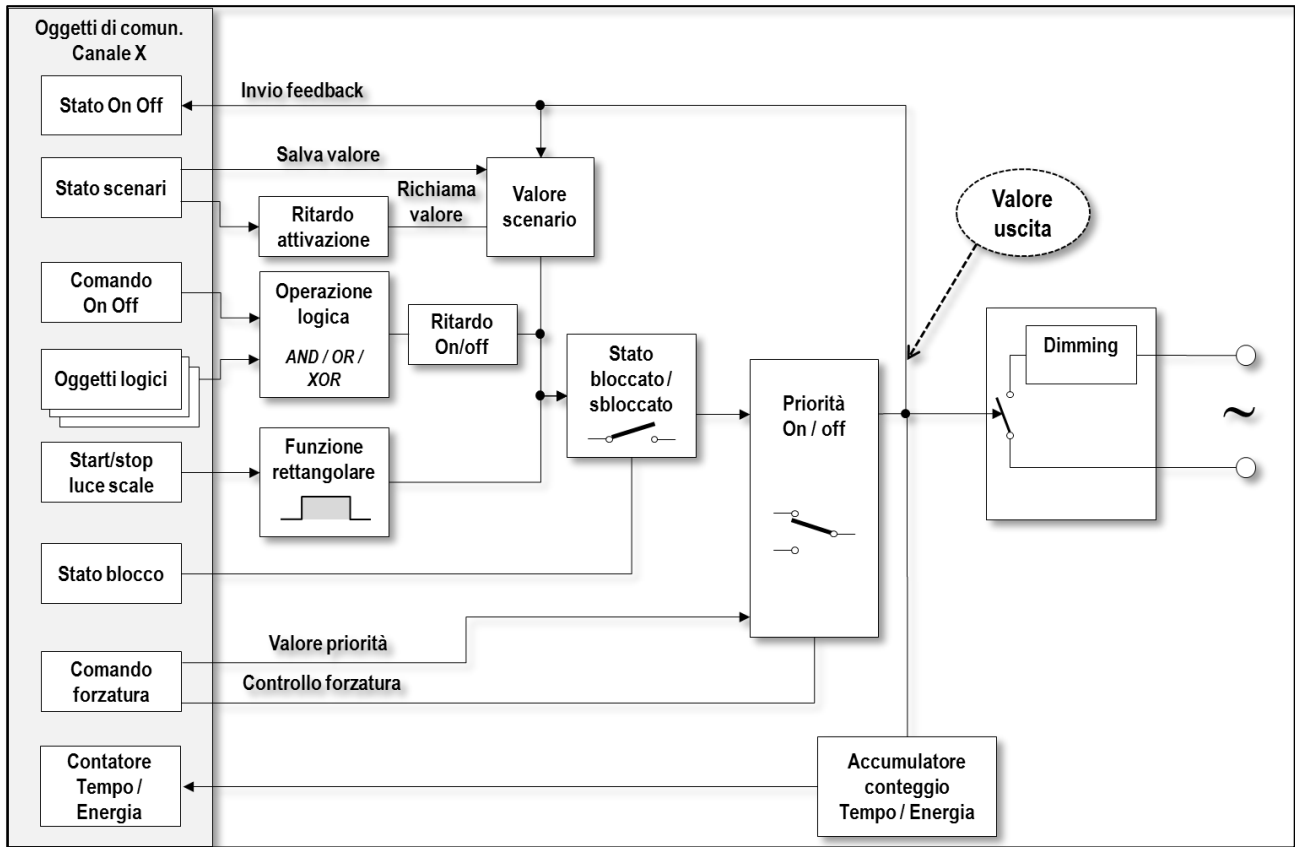 Oggetti di comun.
Canale X
Stato On Off
Invio feedback
Salva valore
Stato scenari
Richiama
valore
Valore
scenario
Ritardo
attivazione
Valore
uscita
Comando
On Off
Operazione
logica
AND / OR /
XOR
Ritardo
On/off
Oggetti logici
Stato
bloccato /
sbloccato
Dimming
Priorità
On / off
~
Start/stop
luce scale
Funzione
rettangolare
Stato blocco
Valore priorità
Comando
forzatura
Controllo forzatura
Contatore
Tempo /
Energia
Accumulatore
conteggio
Tempo / Energia